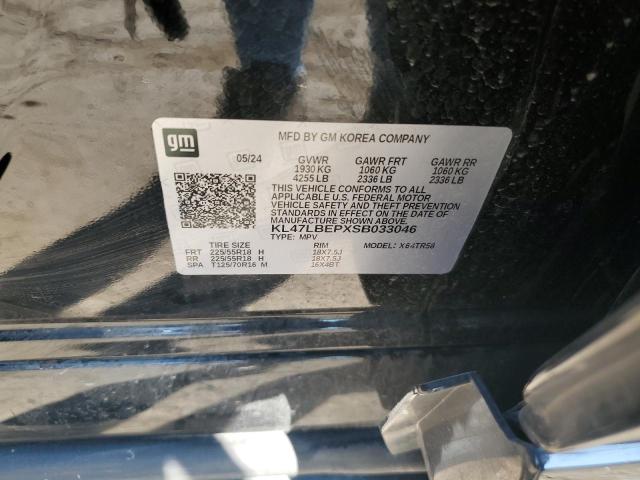 gm
MFD BY GM KOREA COMPANY
05/24 GVWR GAWR FRT GAWR RR
1930 KG 1060 KG 1060 KG
4255 LB 2336 LB 2336 LB
THIS VEHICLE CONFORMS TO ALL
APPLICABLE U.S. FEDERAL MOTOR
VEHICLE SAFETY AND THEFT PREVENTION
STANDARDS IN EFFECT ON THE DATE OF
MANUFACTURE SHOWN ABOVE.
KL47LBEPXSB033046
TYPE: MPV MODEL: X64TR58
TIRE SIZE RIM
FRT 225/55R18 H 18X7.5J
RR 225/55R18 H 18X7.5J
SPA T125/70R16 M 16X4BT